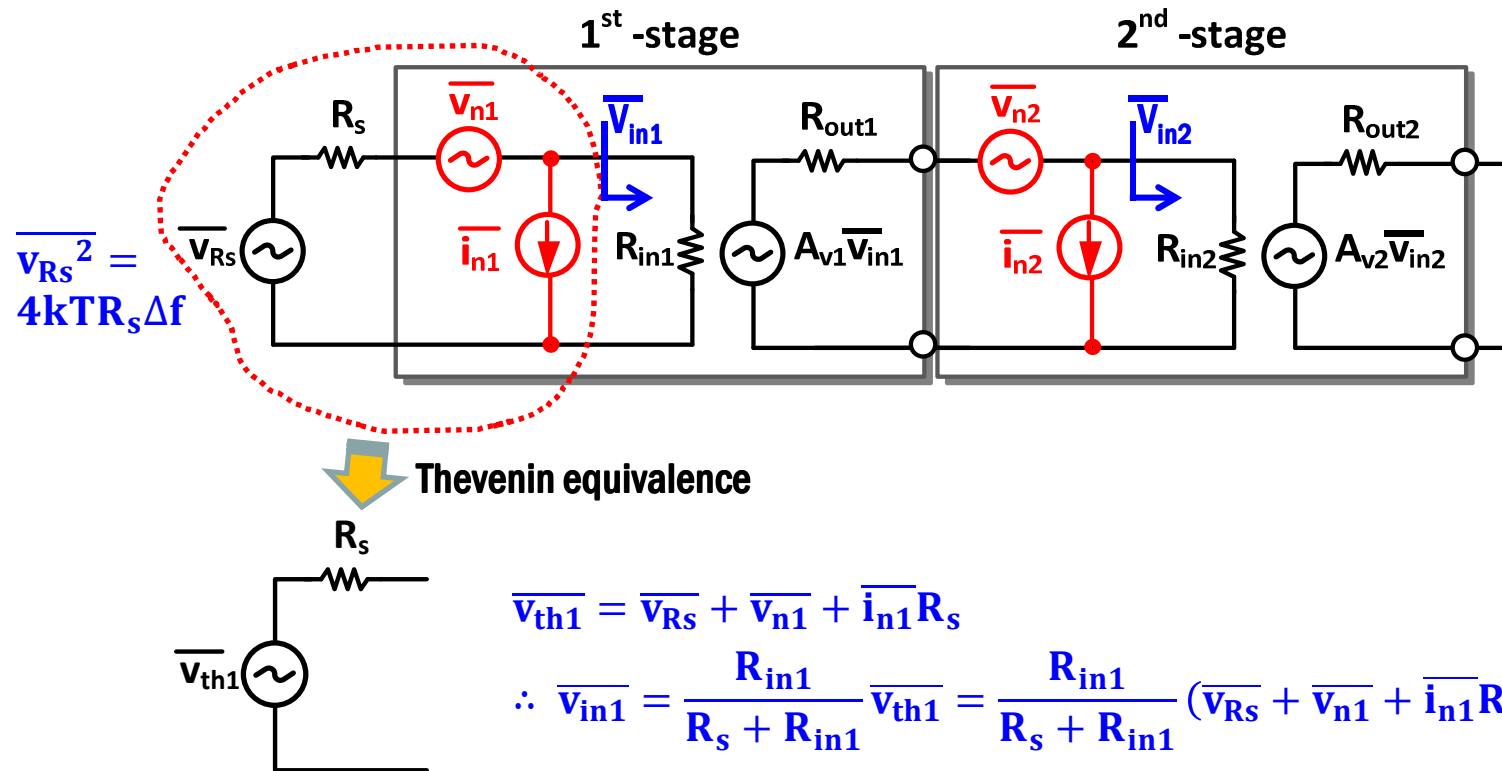 1st -stage
2nd -stage
Rs
vn1
Vin1
Rout1
vn2
Vin2
Rout2
vRs
in1
Rin1
Av1vin1
in2
Rin2
Av2vin2
vRs² =
4kTRsΔf
Thevenin equivalence
Rs
vth1
vth1 = vRs + vn1 + in1Rs
∴ vin1 = Rin1 / (Rs + Rin1) vth1 = Rin1 / (Rs + Rin1) (vRs + vn1 + in1R